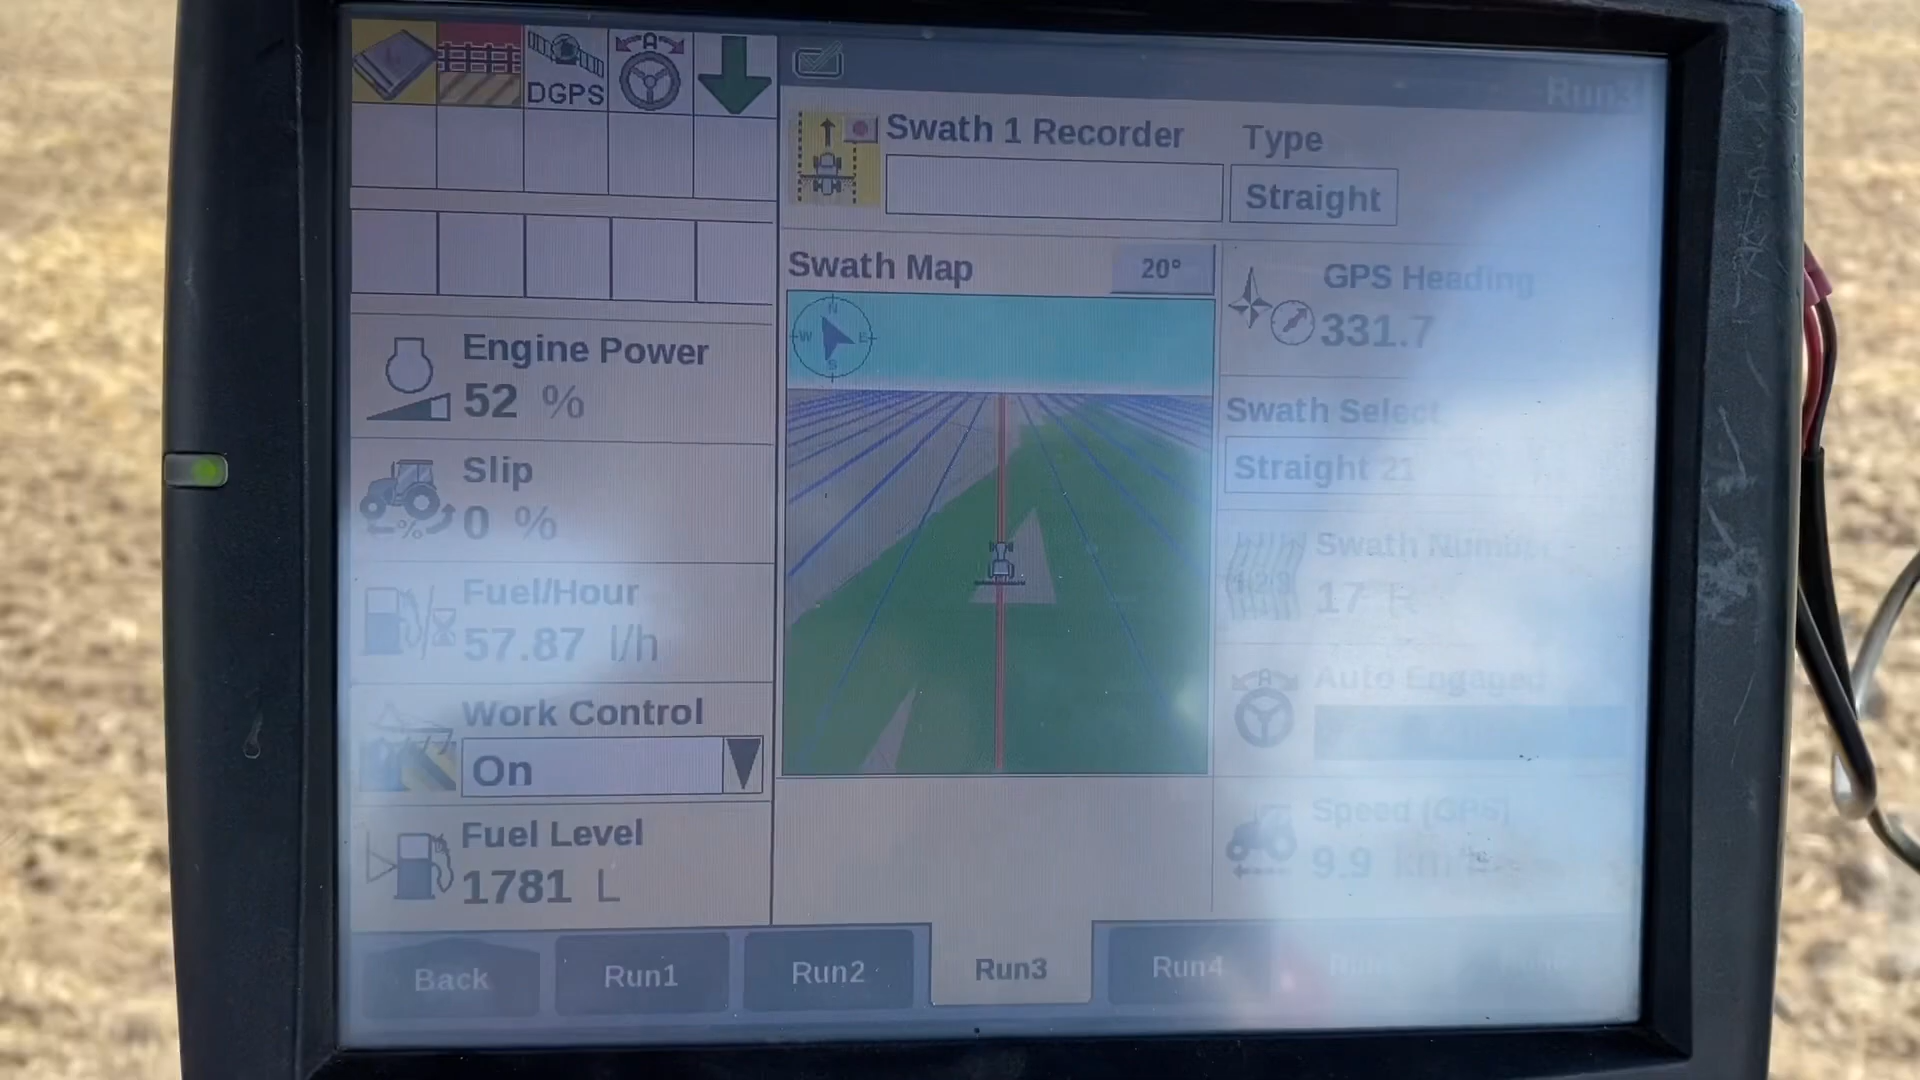 DGPS
A
Run3
Swath 1 Recorder
Type
Straight
Swath Map
20°
N
W
E
S
GPS Heading
331.7
Engine Power
52 %
Swath Select
Straight 21
Slip
0 %
%
Swath Number
17
123
Fuel/Hour
57.87 l/h
Auto Engaged
A
Work Control
On
Speed (GPS)
9.9
Fuel Level
1781 L
Back
Run1
Run2
Run3
Run4